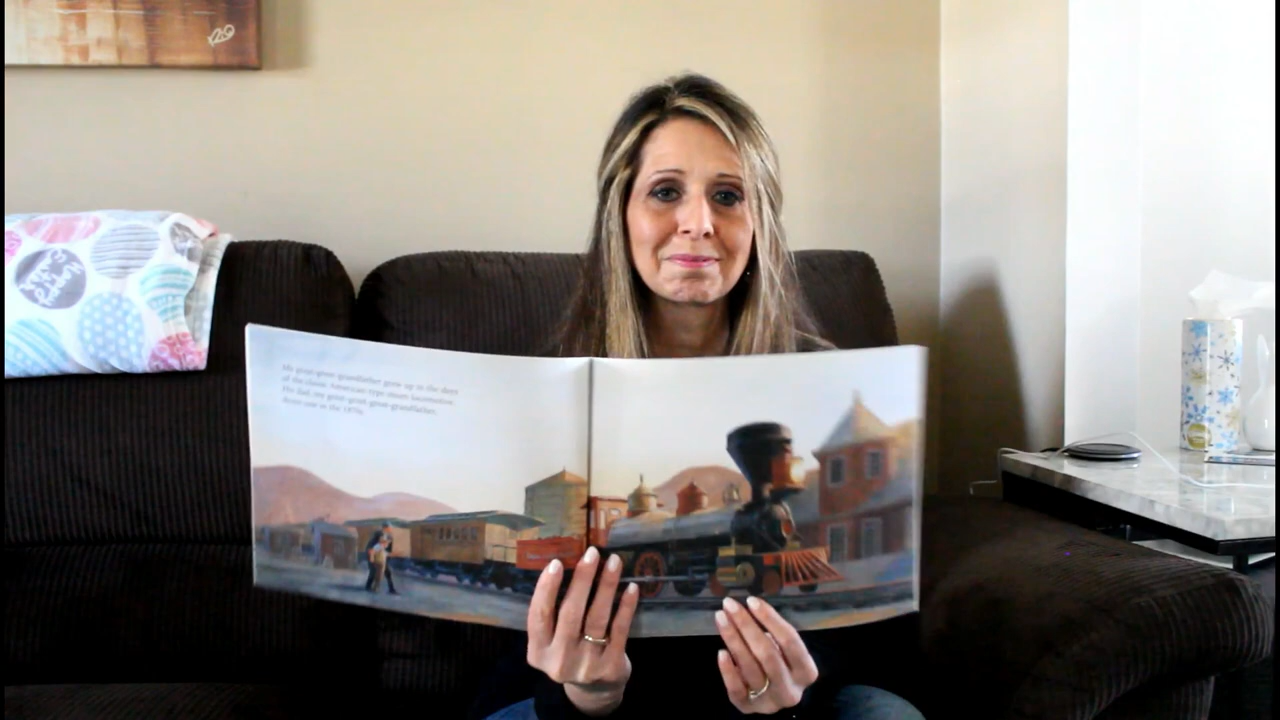 My great-great-grandfather grew up in the days
of the classic American-type steam locomotive.
His dad, my great-great-great-grandfather,
drove one in the 1870s.